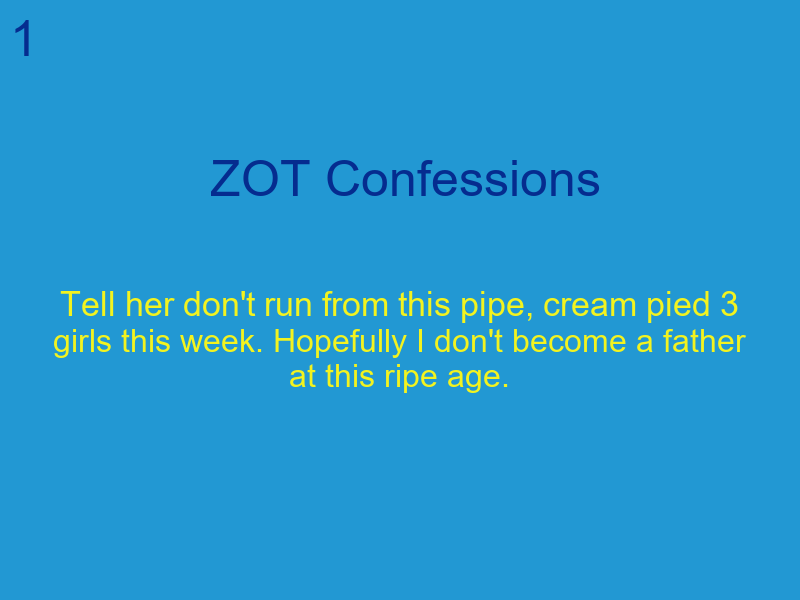 1
ZOT Confessions
Tell her don't run from this pipe, cream pied 3
girls this week. Hopefully I don't become a father
at this ripe age.